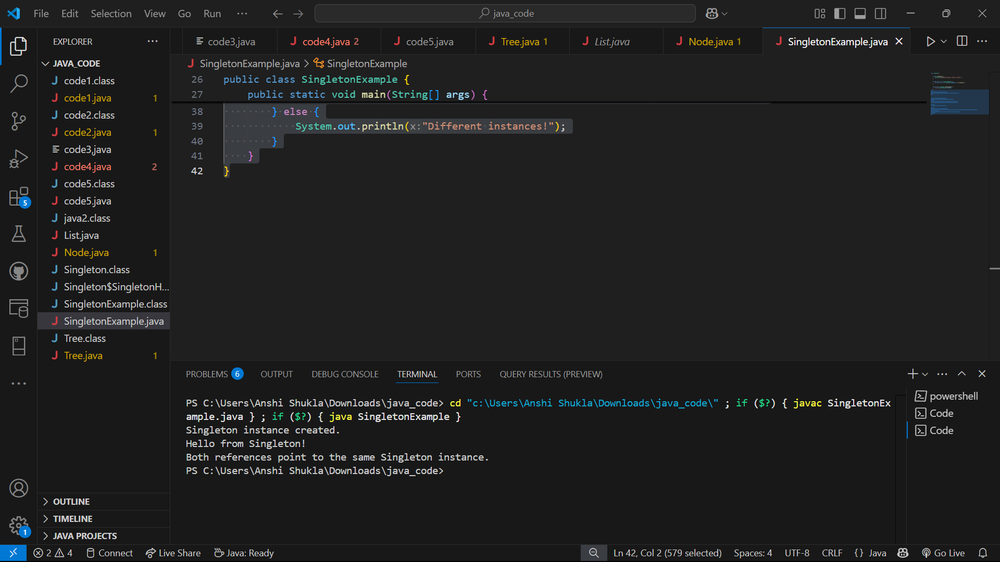 File Edit Selection View Go Run ···
java_code
EXPLORER
code3,java
code4.java 2
code5.java
Tree.java 1
List.java
Node.java 1
SingletonExample.java
JAVA_CODE
code1.class
code1.java 1
code2.class
code2.java 1
code3,java
code4.java 2
code5.class
code5.java
java2.class
List.java
Node.java 1
Singleton.class
Singleton$SingletonH...
SingletonExample.class
SingletonExample.java
Tree.class
Tree.java 1
5
OUTLINE
TIMELINE
JAVA PROJECTS
1
SingletonExample.java > SingletonExample
26 public class SingletonExample {
27 public static void main(String[] args) {
38 } else {
39 System.out.println(x:"Different instances!");
40 }
41 }
42 }
PROBLEMS 6 OUTPUT DEBUG CONSOLE TERMINAL PORTS QUERY RESULTS (PREVIEW)
PS C:\Users\Anshi Shukla\Downloads\java_code> cd "c:\Users\Anshi Shukla\Downloads\java_code\" ; if ($?) { javac SingletonEx
ample.java } ; if ($?) { java SingletonExample }
Singleton instance created.
Hello from Singleton!
Both references point to the same Singleton instance.
PS C:\Users\Anshi Shukla\Downloads\java_code>
powershell
Code
Code
2 4 Connect Live Share Java: Ready
Ln 42, Col 2 (579 selected) Spaces: 4 UTF-8 CRLF {} Java Go Live